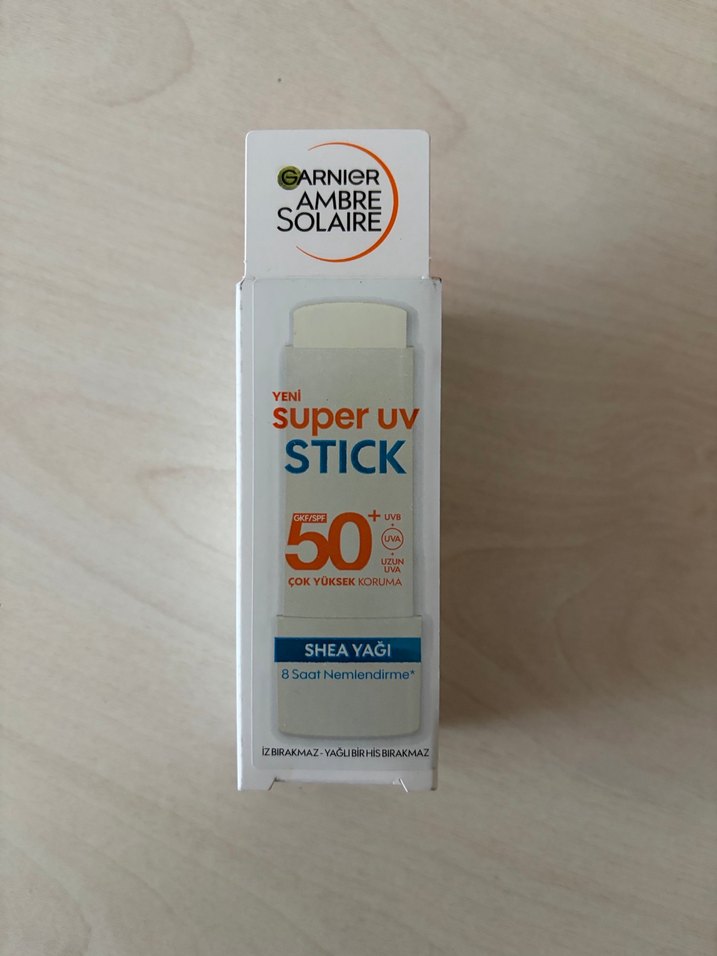 GARNIER
AMBRE
SOLAIRE
YENİ
super uv
STICK
GKF/SPF
50+
UVB
+
UVA
+
UZUN
UVA
ÇOK YÜKSEK KORUMA
SHEA YAĞI
8 Saat Nemlendirme*
İZ BIRAKMAZ - YAĞLI BİR HİS BIRAKMAZ